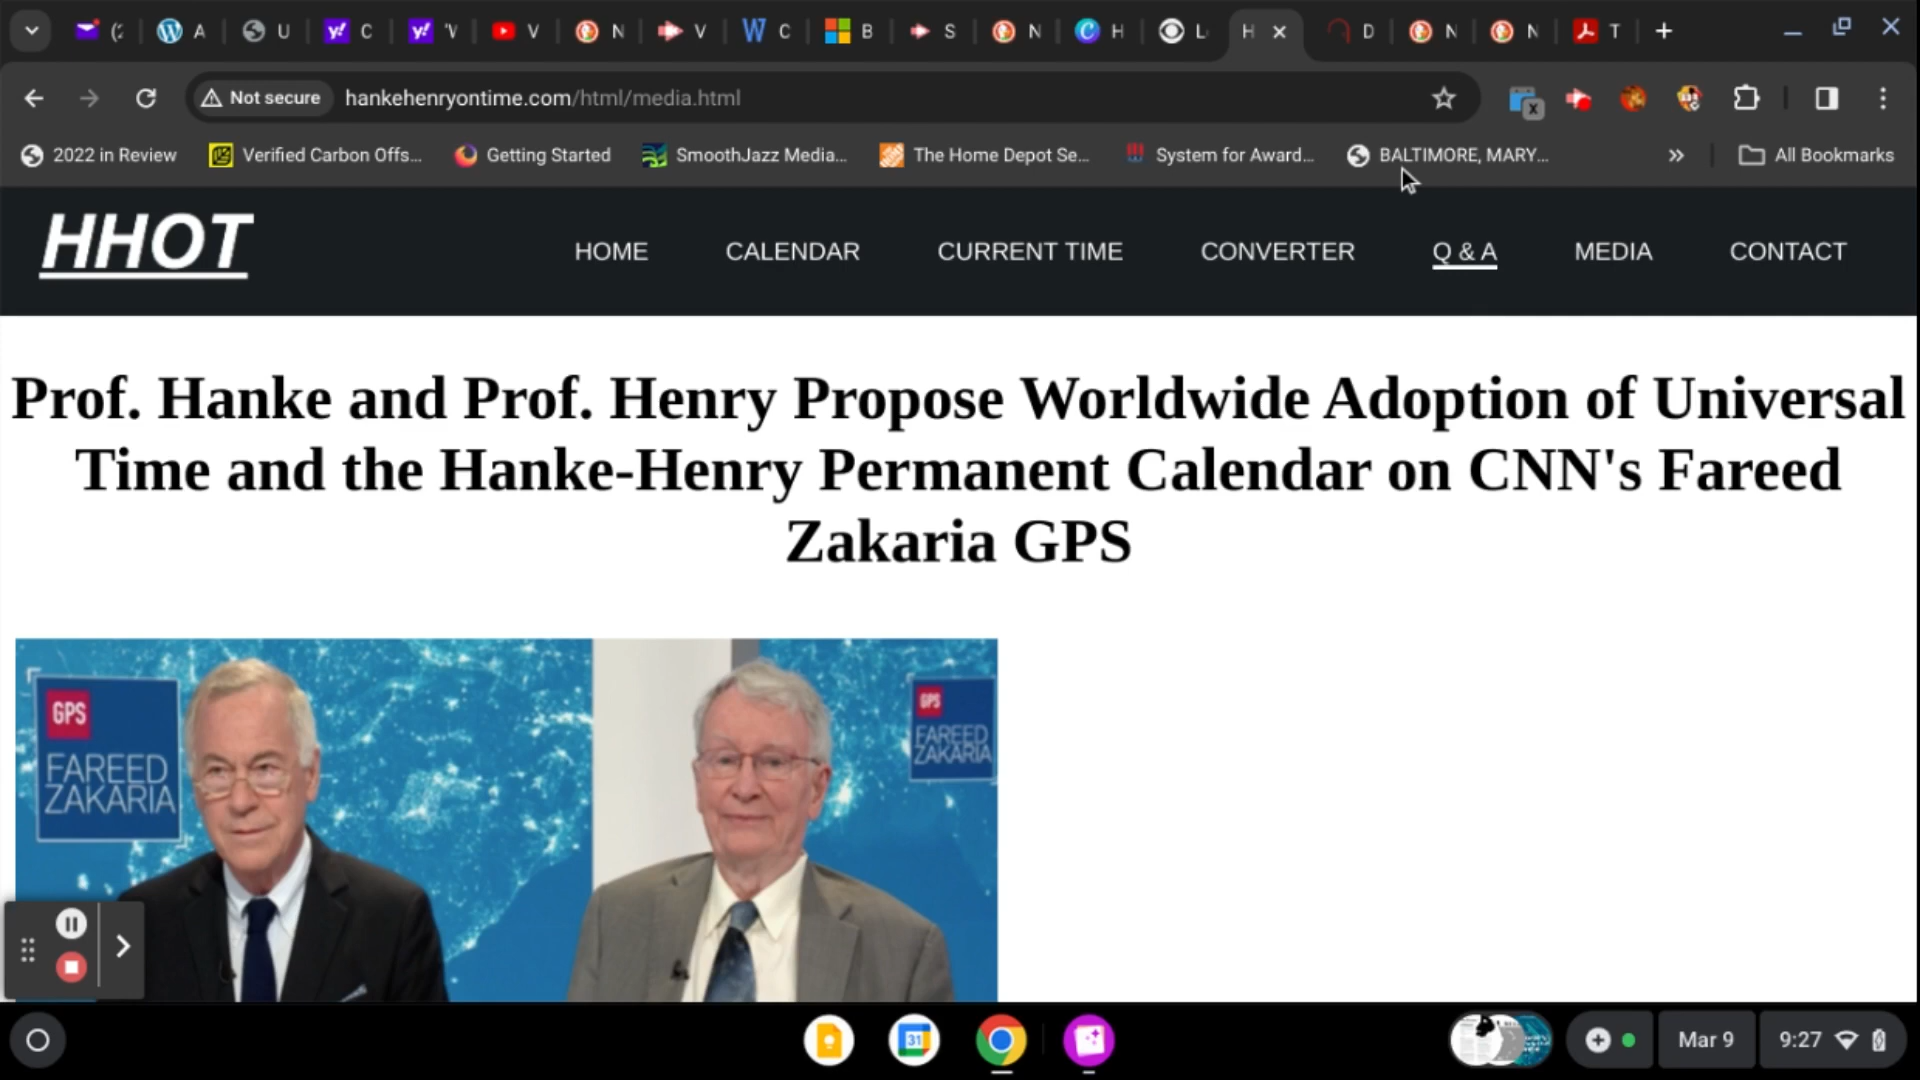 A
U
C
V
N
V
C
B
S
N
H
L
H
D
N
N
T
Not secure
hankehenryontime.com/html/media.html
2022 in Review
Verified Carbon Offs...
Getting Started
SmoothJazz Media...
The Home Depot Se...
System for Award...
BALTIMORE, MARY...
All Bookmarks
HHOT
HOME
CALENDAR
CURRENT TIME
CONVERTER
Q & A
MEDIA
CONTACT
Prof. Hanke and Prof. Henry Propose Worldwide Adoption of Universal
Time and the Hanke-Henry Permanent Calendar on CNN's Fareed
Zakaria GPS
GPS
FAREED
ZAKARIA
GPS
FAREED
ZAKARIA
31
Mar 9
9:27